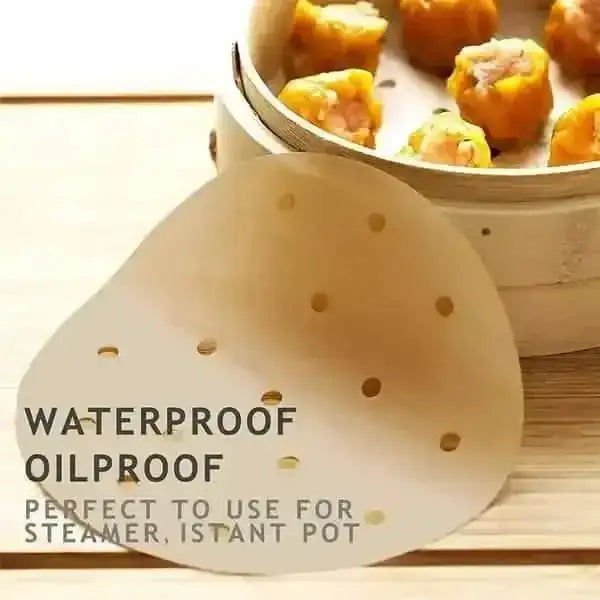 WATERPROOF
OILPROOF
PERFECT TO USE FOR
STEAMER, ISTANT POT